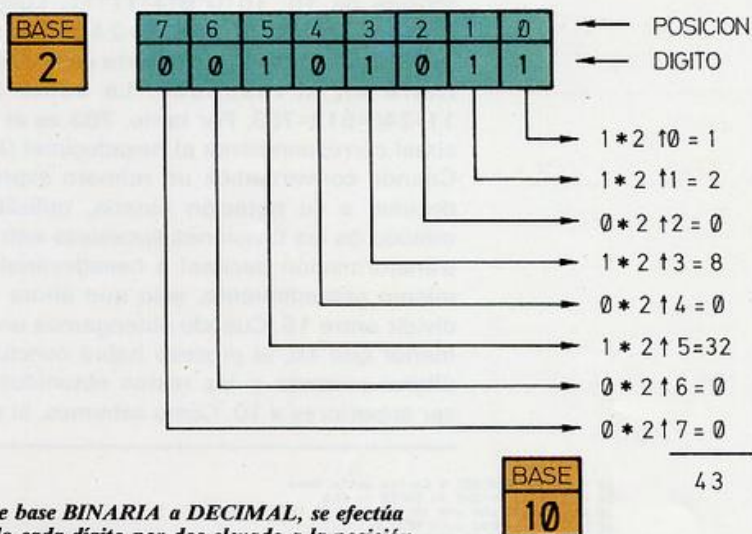 BASE
2
7 6 5 4 3 2 1 0 POSICION
0 0 1 0 1 0 1 1 DIGITO
1 * 2 ↑0 = 1
1 * 2 ↑1 = 2
0 * 2 ↑2 = 0
1 * 2 ↑3 = 8
0 * 2 ↑4 = 0
1 * 2 ↑5=32
0 * 2 ↑6 = 0
0 * 2 ↑7 = 0
43
BASE
10
e base BINARIA a DECIMAL, se efectúa
cada dígito por dos elevado a la posición